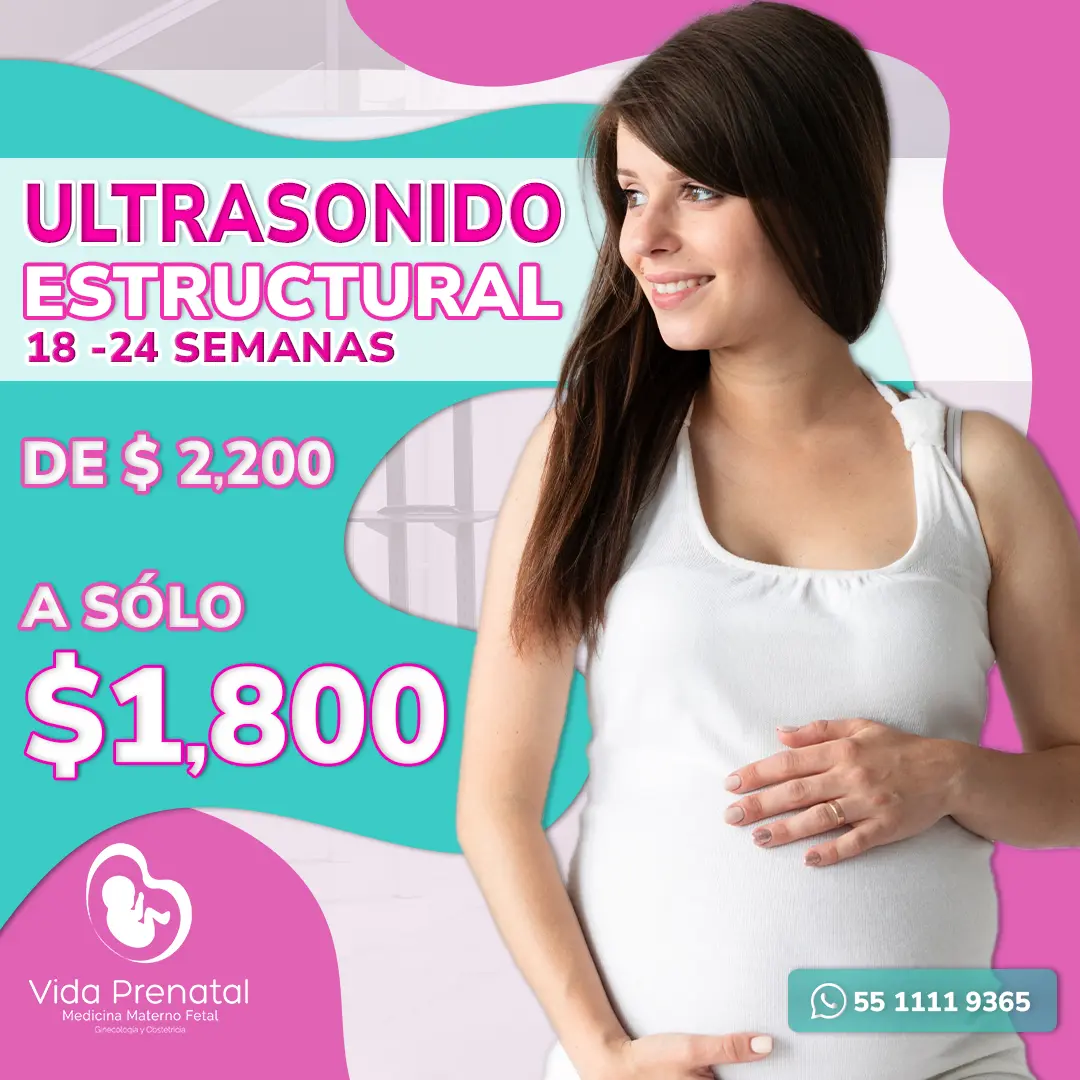 ULTRASONIDO
ESTRUCTURAL
18 -24 SEMANAS
DE $ 2,200
A SÓLO
$1,800
Vida Prenatal
Medicina Materno Fetal
Ginecología y Obstetricia
55 1111 9365